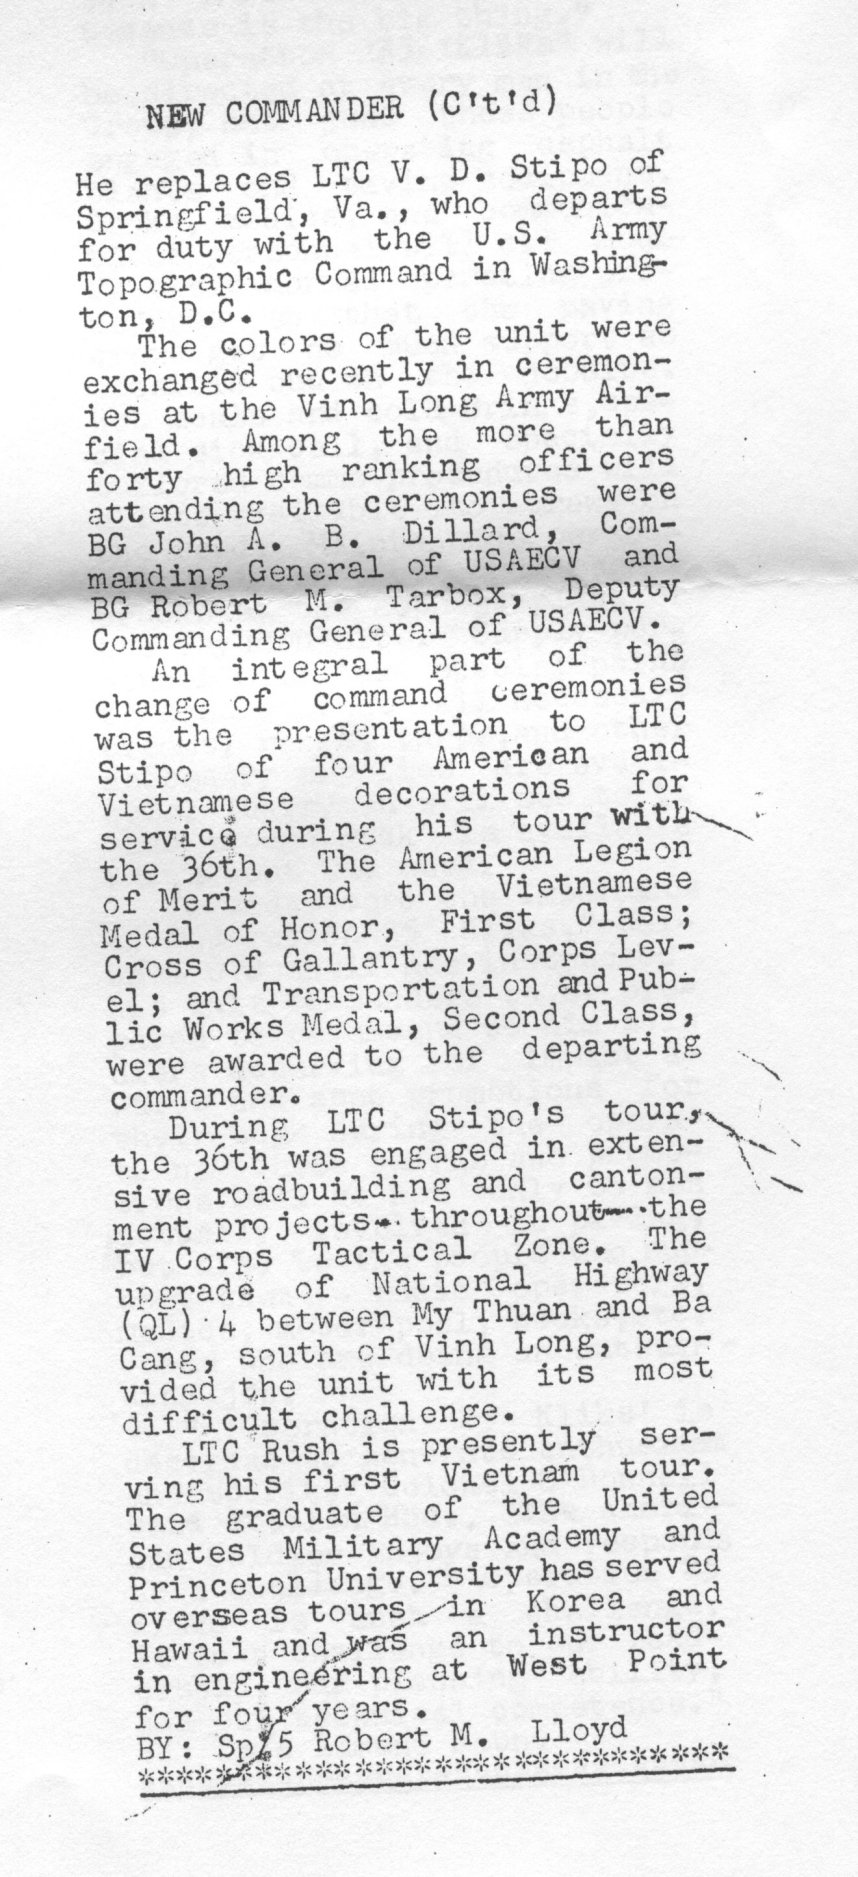 NEW COMMANDER (C't'd)
He replaces LTC V. D. Stipo of
Springfield, Va., who departs
for duty with the U.S. Army
Topographic Command in Washing-
ton, D.C.
The colors of the unit were
exchanged recently in ceremon-
ies at the Vinh Long Army Air-
field. Among the more than
forty high ranking officers
attending the ceremonies were
BG John A. B. Dillard, Com-
manding General of USAECV and
BG Robert M. Tarbox, Deputy
Commanding General of USAECV.
An integral part of the
change of command ceremonies
was the presentation to LTC
Stipo of four American and
Vietnamese decorations for
service during his tour with
the 36th. The American Legion
of Merit and the Vietnamese
Medal of Honor, First Class;
Cross of Gallantry, Corps Lev-
el; and Transportation and Pub-
lic Works Medal, Second Class,
were awarded to the departing
commander.
During LTC Stipo's tour,
the 36th was engaged in exten-
sive roadbuilding and canton-
ment projects throughout the
IV Corps Tactical Zone. The
upgrade of National Highway
(QL) 4 between My Thuan and Ba
Cang, south of Vinh Long, pro-
vided the unit with its most
difficult challenge.
LTC Rush is presently ser-
ving his first Vietnam tour.
The graduate of the United
States Military Academy and
Princeton University has served
overseas tours in Korea and
Hawaii and was an instructor
in engineering at West Point
for four years.
BY: Sp/5 Robert M. Lloyd
*******************************